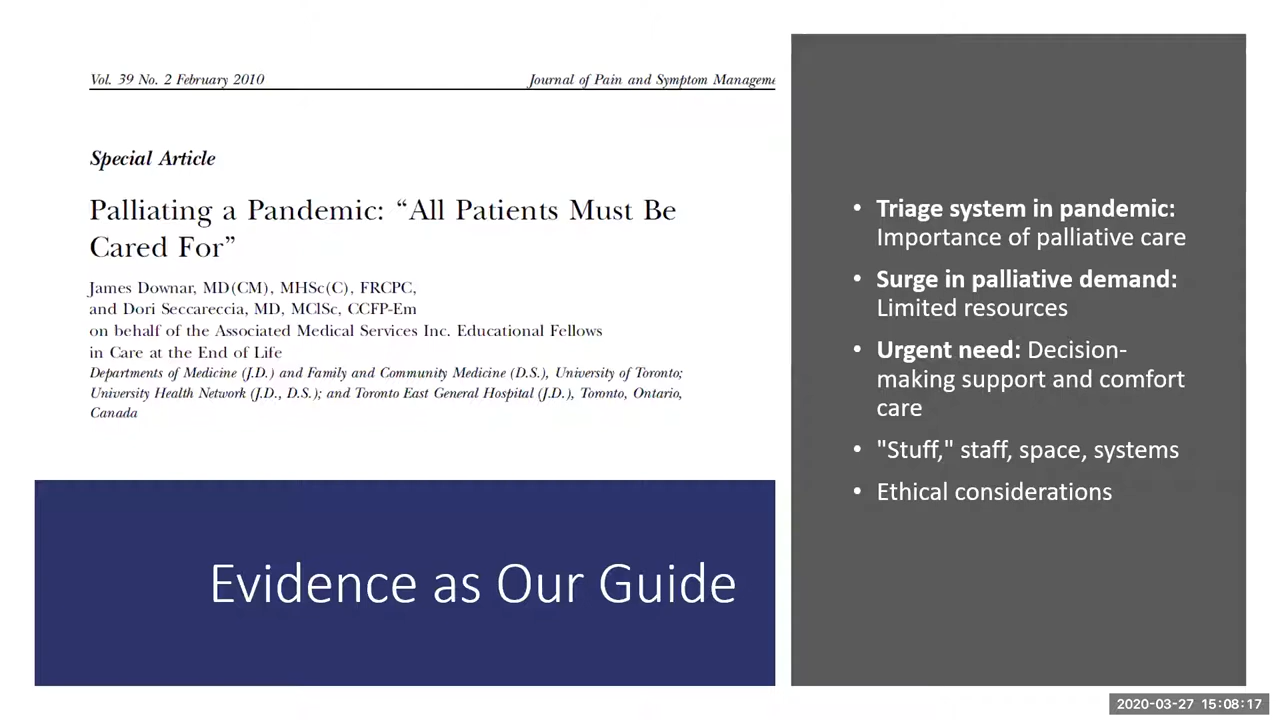 Vol. 39 No. 2 February 2010
Journal of Pain and Symptom Manageme
Special Article
Palliating a Pandemic: “All Patients Must Be
Cared For”
James Downar, MD(CM), MHSc(C), FRCPC,
and Dori Seccareccia, MD, MClSc, CCFP-Em
on behalf of the Associated Medical Services Inc. Educational Fellows
in Care at the End of Life
Departments of Medicine (J.D.) and Family and Community Medicine (D.S.), University of Toronto;
University Health Network (J.D., D.S.); and Toronto East General Hospital (J.D.), Toronto, Ontario,
Canada
Evidence as Our Guide
• Triage system in pandemic:
Importance of palliative care
• Surge in palliative demand:
Limited resources
• Urgent need: Decision-
making support and comfort
care
• "Stuff," staff, space, systems
• Ethical considerations
2020-03-27 15:08:17